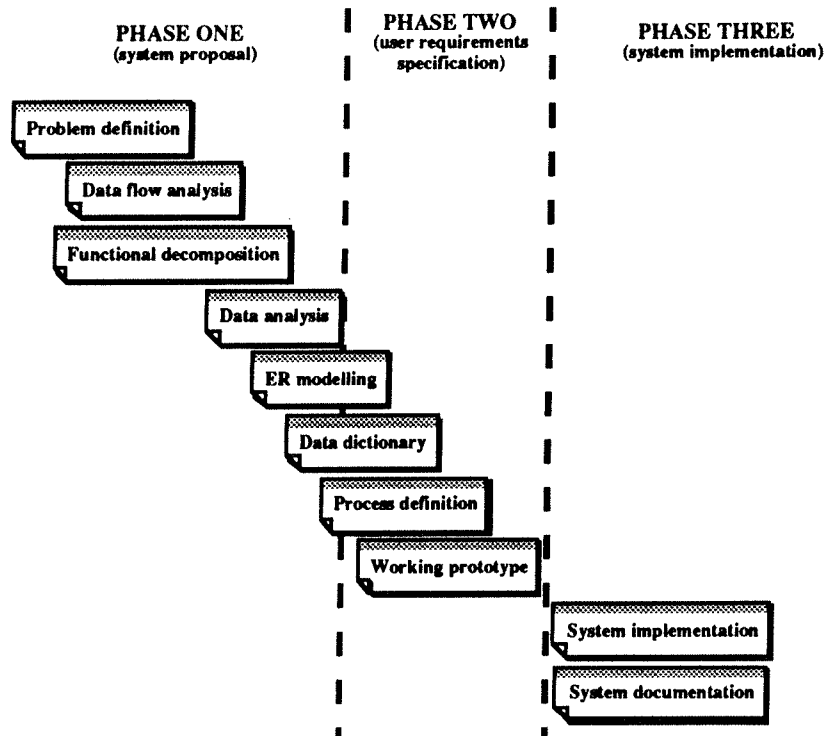 PHASE ONE
(system proposal)
PHASE TWO
(user requirements
specification)
PHASE THREE
(system implementation)
Problem definition
Data flow analysis
Functional decomposition
Data analysis
ER modelling
Data dictionary
Process definition
Working prototype
System implementation
System documentation